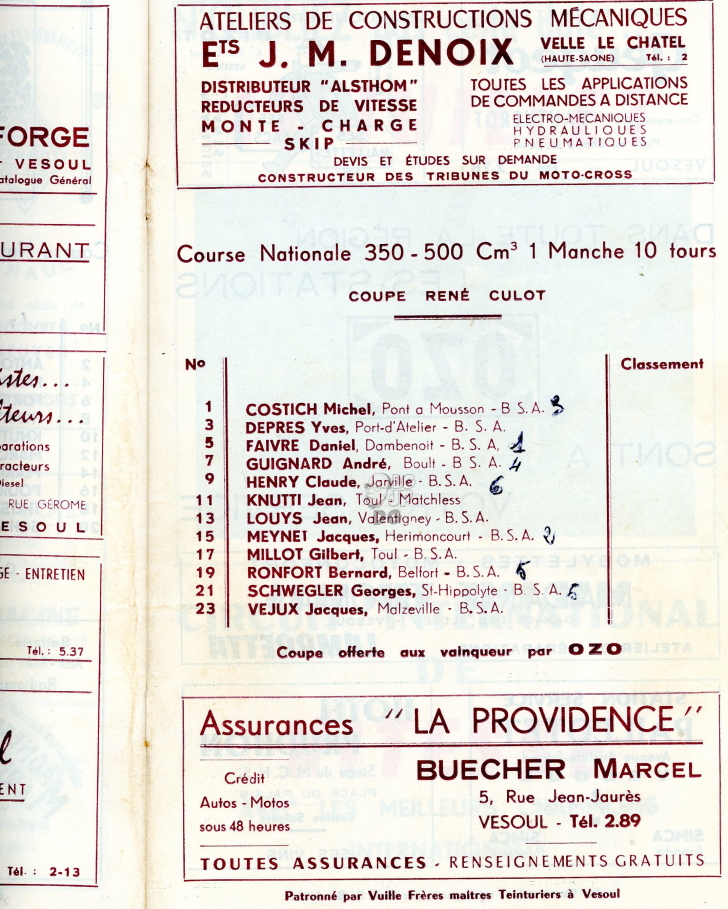 FORGE
VESOUL
atalogue Général
URANT
istes...
teurs...
parations
racteurs
Diesel
RUE GÉROME
ESOUL
GE - ENTRETIEN
Tél. : 5.37
ENT
Tél. : 2-13
ATELIERS DE CONSTRUCTIONS MÉCANIQUES
ETS J. M. DENOIX VELLE LE CHATEL
(HAUTE-SAONE) Tél. : 2
DISTRIBUTEUR "ALSTHOM"
REDUCTEURS DE VITESSE
MONTE - CHARGE
SKIP
TOUTES LES APPLICATIONS
DE COMMANDES A DISTANCE
ELECTRO-MECANIQUES
HYDRAULIQUES
PNEUMATIQUES
DEVIS ET ÉTUDES SUR DEMANDE
CONSTRUCTEUR DES TRIBUNES DU MOTO-CROSS
Course Nationale 350 - 500 Cm³ 1 Manche 10 tours
COUPE RENÉ CULOT
No Classement
1 COSTICH Michel, Pont a Mousson - B S.A. 3
3 DEPRES Yves, Port-d'Atelier - B. S. A.
5 FAIVRE Daniel, Dambenoit - B. S. A, 1
7 GUIGNARD André, Boult - B S. A. 4
9 HENRY Claude, Jarville - B.S.A. 6
11 KNUTTI Jean, Toul - Matchless
13 LOUYS Jean, Valentigney - B.S.A.
15 MEYNET Jacques, Herimoncourt - B.S.A. 2
17 MILLOT Gilbert, Toul - B.S.A.
19 RONFORT Bernard, Belfort - B.S.A.
21 SCHWEGLER Georges, St-Hippolyte - B. S. A.
23 VEJUX Jacques, Malzeville - B.S.A.
Coupe offerte aux vainqueur par OZO
Assurances "LA PROVIDENCE"
Crédit
Autos - Motos
sous 48 heures
BUECHER MARCEL
5, Rue Jean-Jaurès
VESOUL - Tél. 2.89
TOUTES ASSURANCES - RENSEIGNEMENTS GRATUITS
Patronné par Vuille Frères maitres Teinturiers à Vesoul